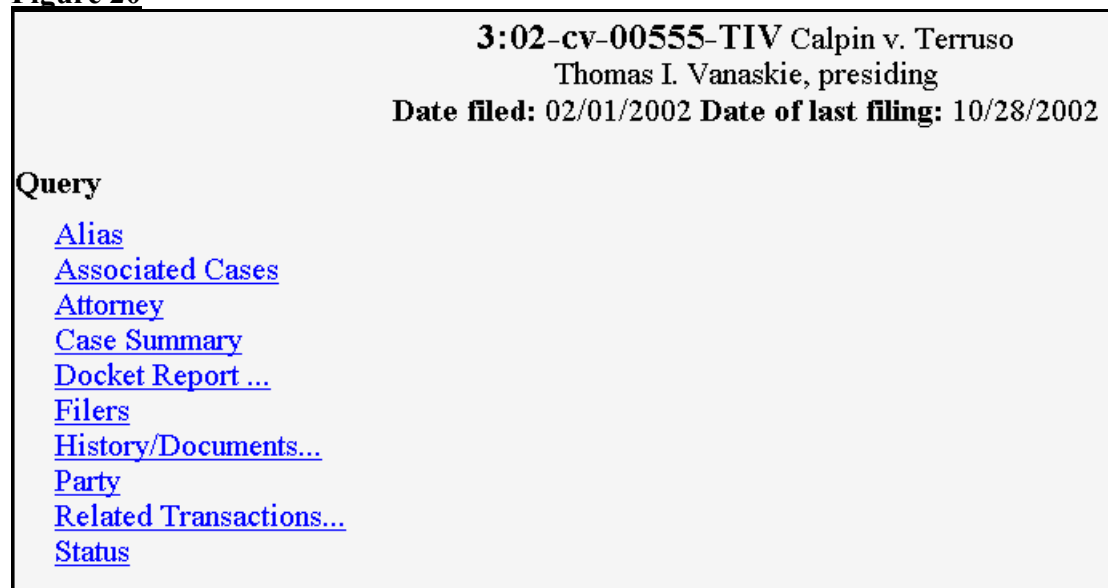 Figure 20
3:02-cv-00555-TIV Calpin v. Terruso
Thomas I. Vanaskie, presiding
Date filed: 02/01/2002 Date of last filing: 10/28/2002
Query
Alias
Associated Cases
Attorney
Case Summary
Docket Report ...
Filers
History/Documents...
Party
Related Transactions...
Status